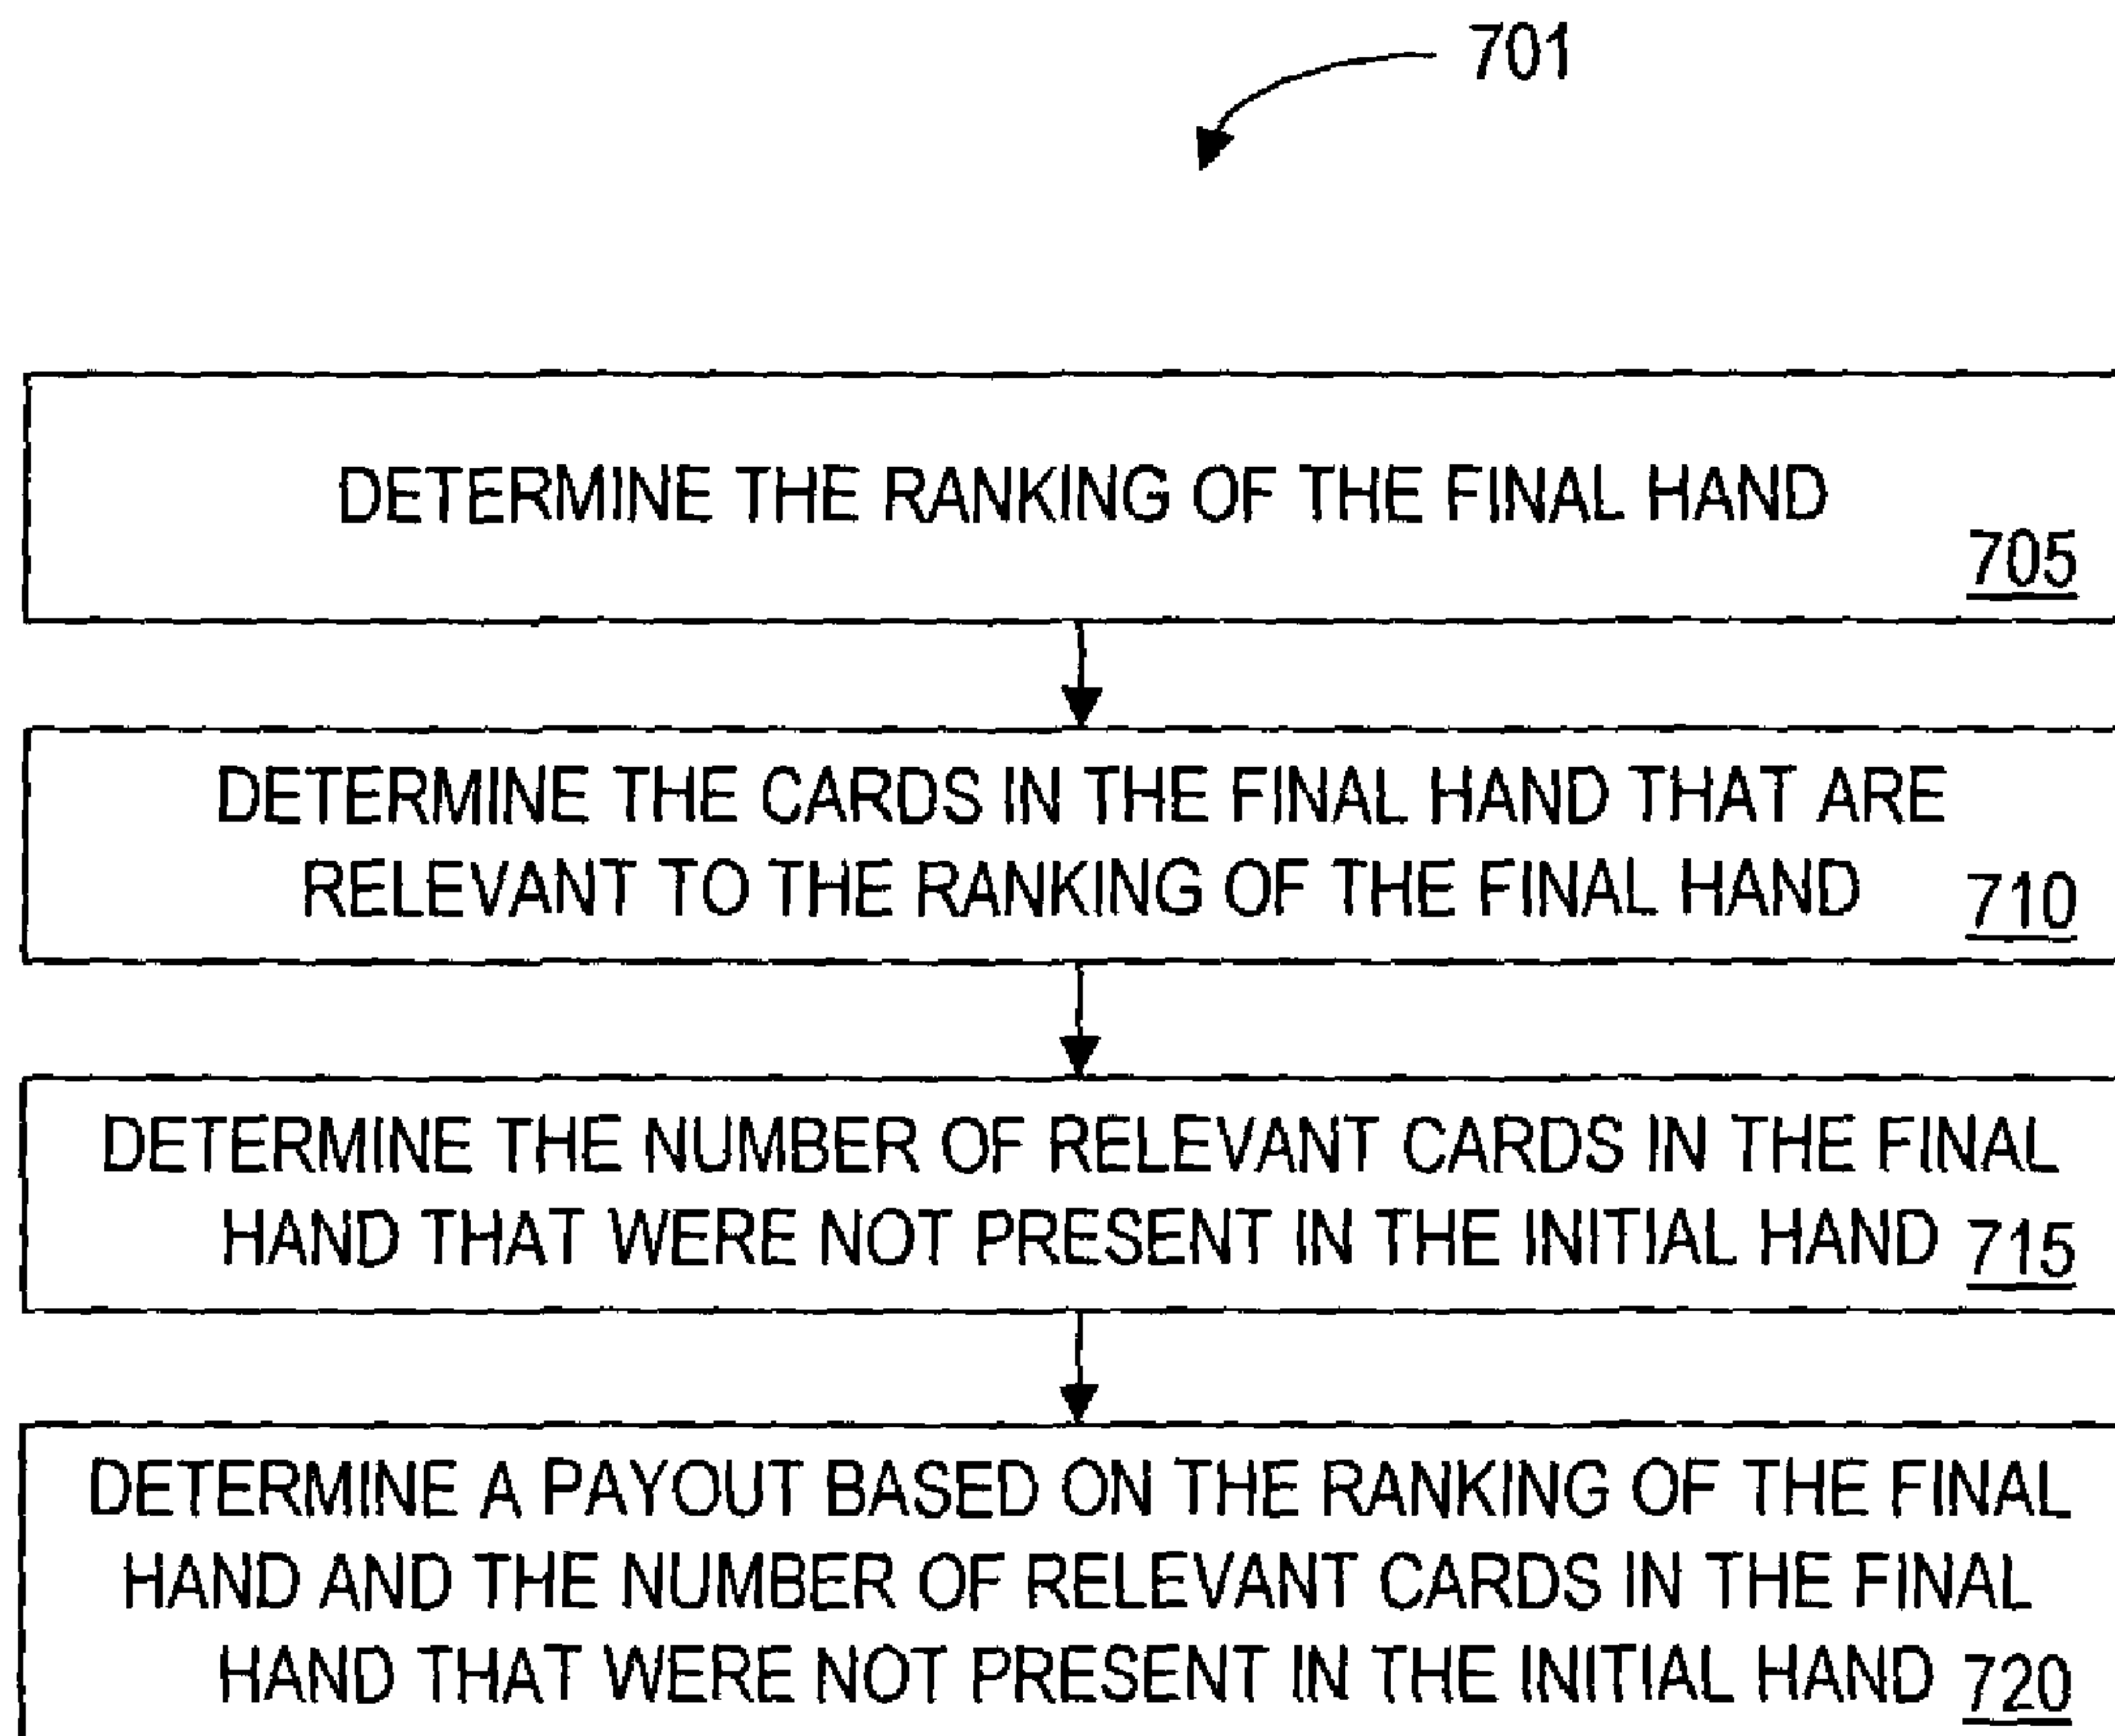 701
DETERMINE THE RANKING OF THE FINAL HAND
705
DETERMINE THE CARDS IN THE FINAL HAND THAT ARE
RELEVANT TO THE RANKING OF THE FINAL HAND 710
DETERMINE THE NUMBER OF RELEVANT CARDS IN THE FINAL
HAND THAT WERE NOT PRESENT IN THE INITIAL HAND 715
DETERMINE A PAYOUT BASED ON THE RANKING OF THE FINAL
HAND AND THE NUMBER OF RELEVANT CARDS IN THE FINAL
HAND THAT WERE NOT PRESENT IN THE INITIAL HAND 720